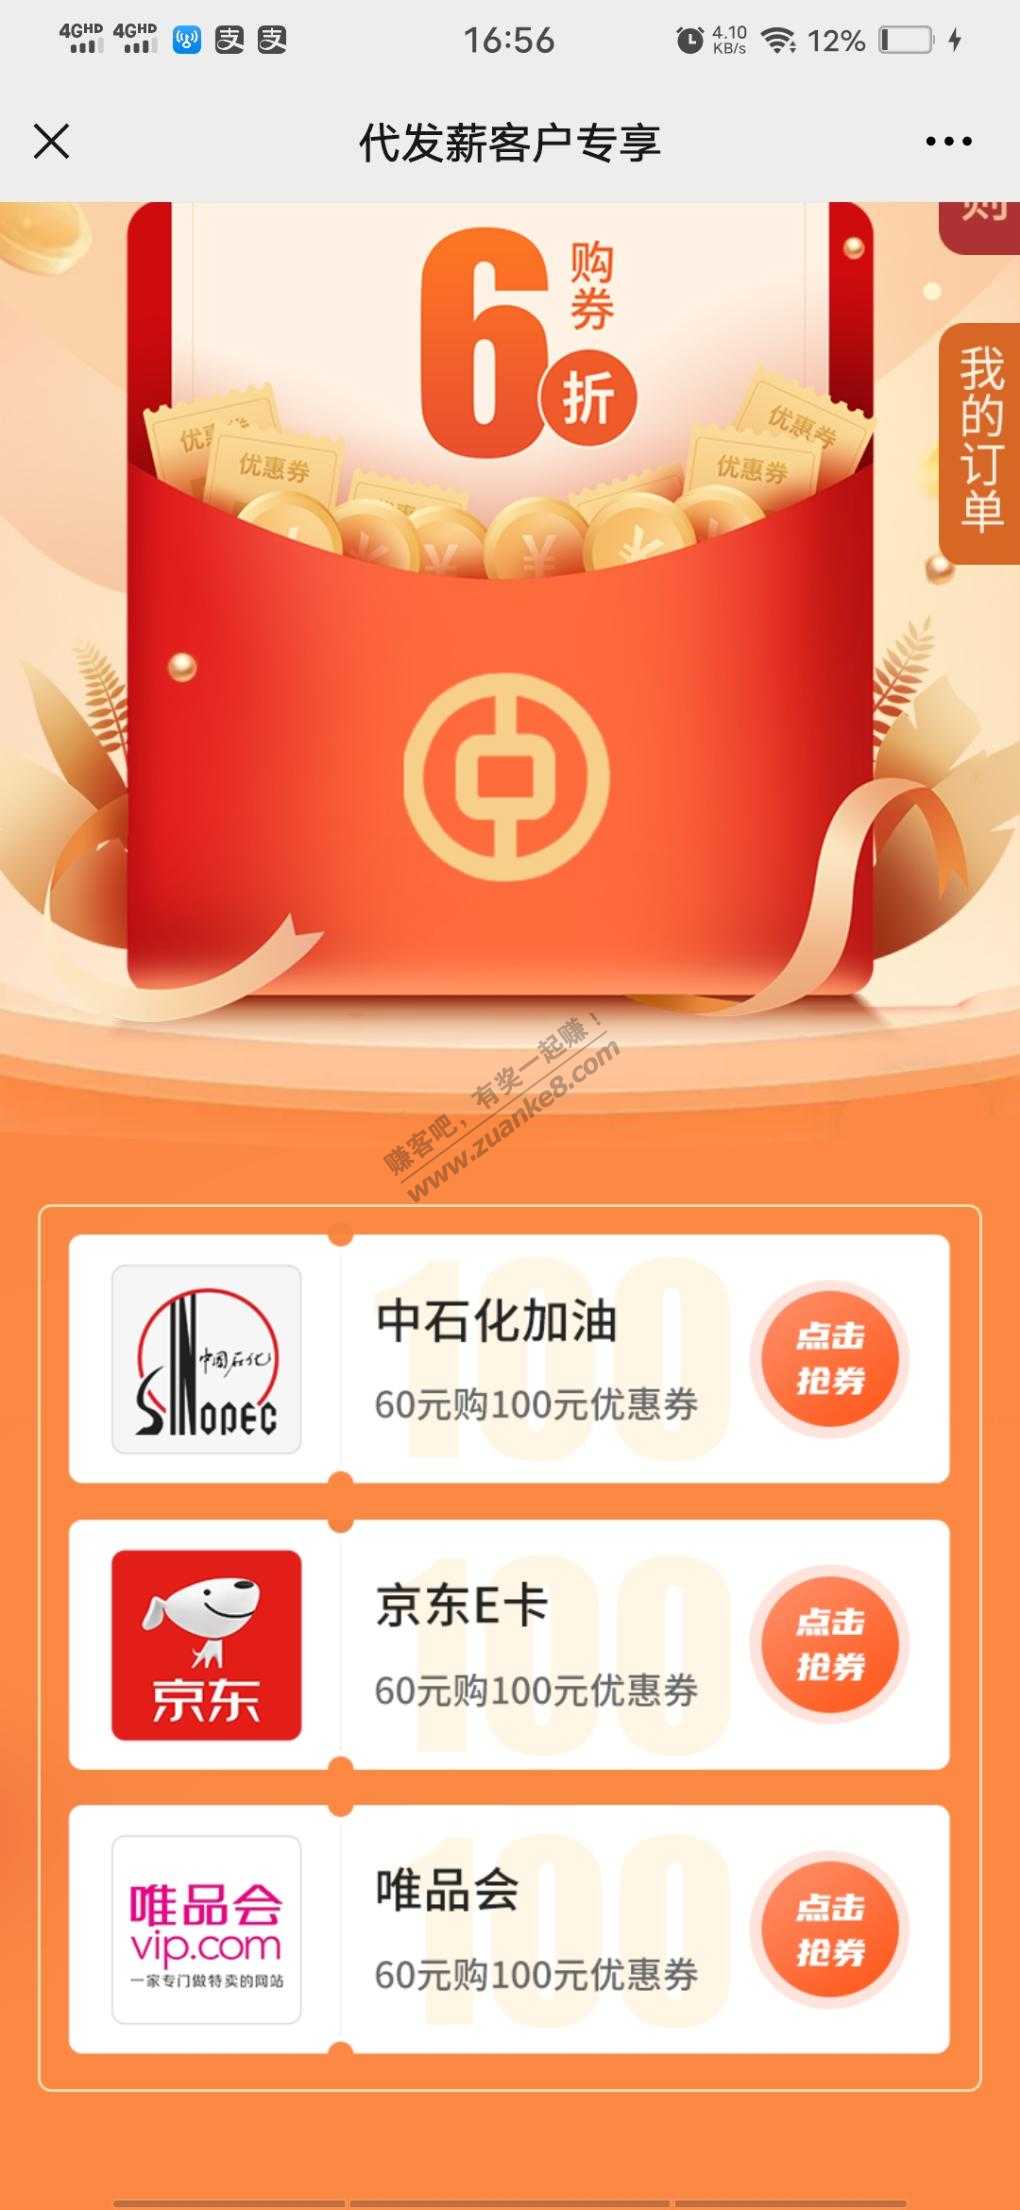 4GHD 4GHD 支 支 16:56 4.10 KB/s 12%
代发薪客户专享
购
6折
购券
我的订单
优惠券
优惠券
优惠券
优惠券
赚客吧，有奖一起赚！
www.zuanke8.com
中国石化
SINOPEC
100
中石化加油
60元购100元优惠券
点击
抢券
京东
100
京东E卡
60元购100元优惠券
点击
抢券
唯品会
vip.com
一家专门做特卖的网站
100
唯品会
60元购100元优惠券
点击
抢券